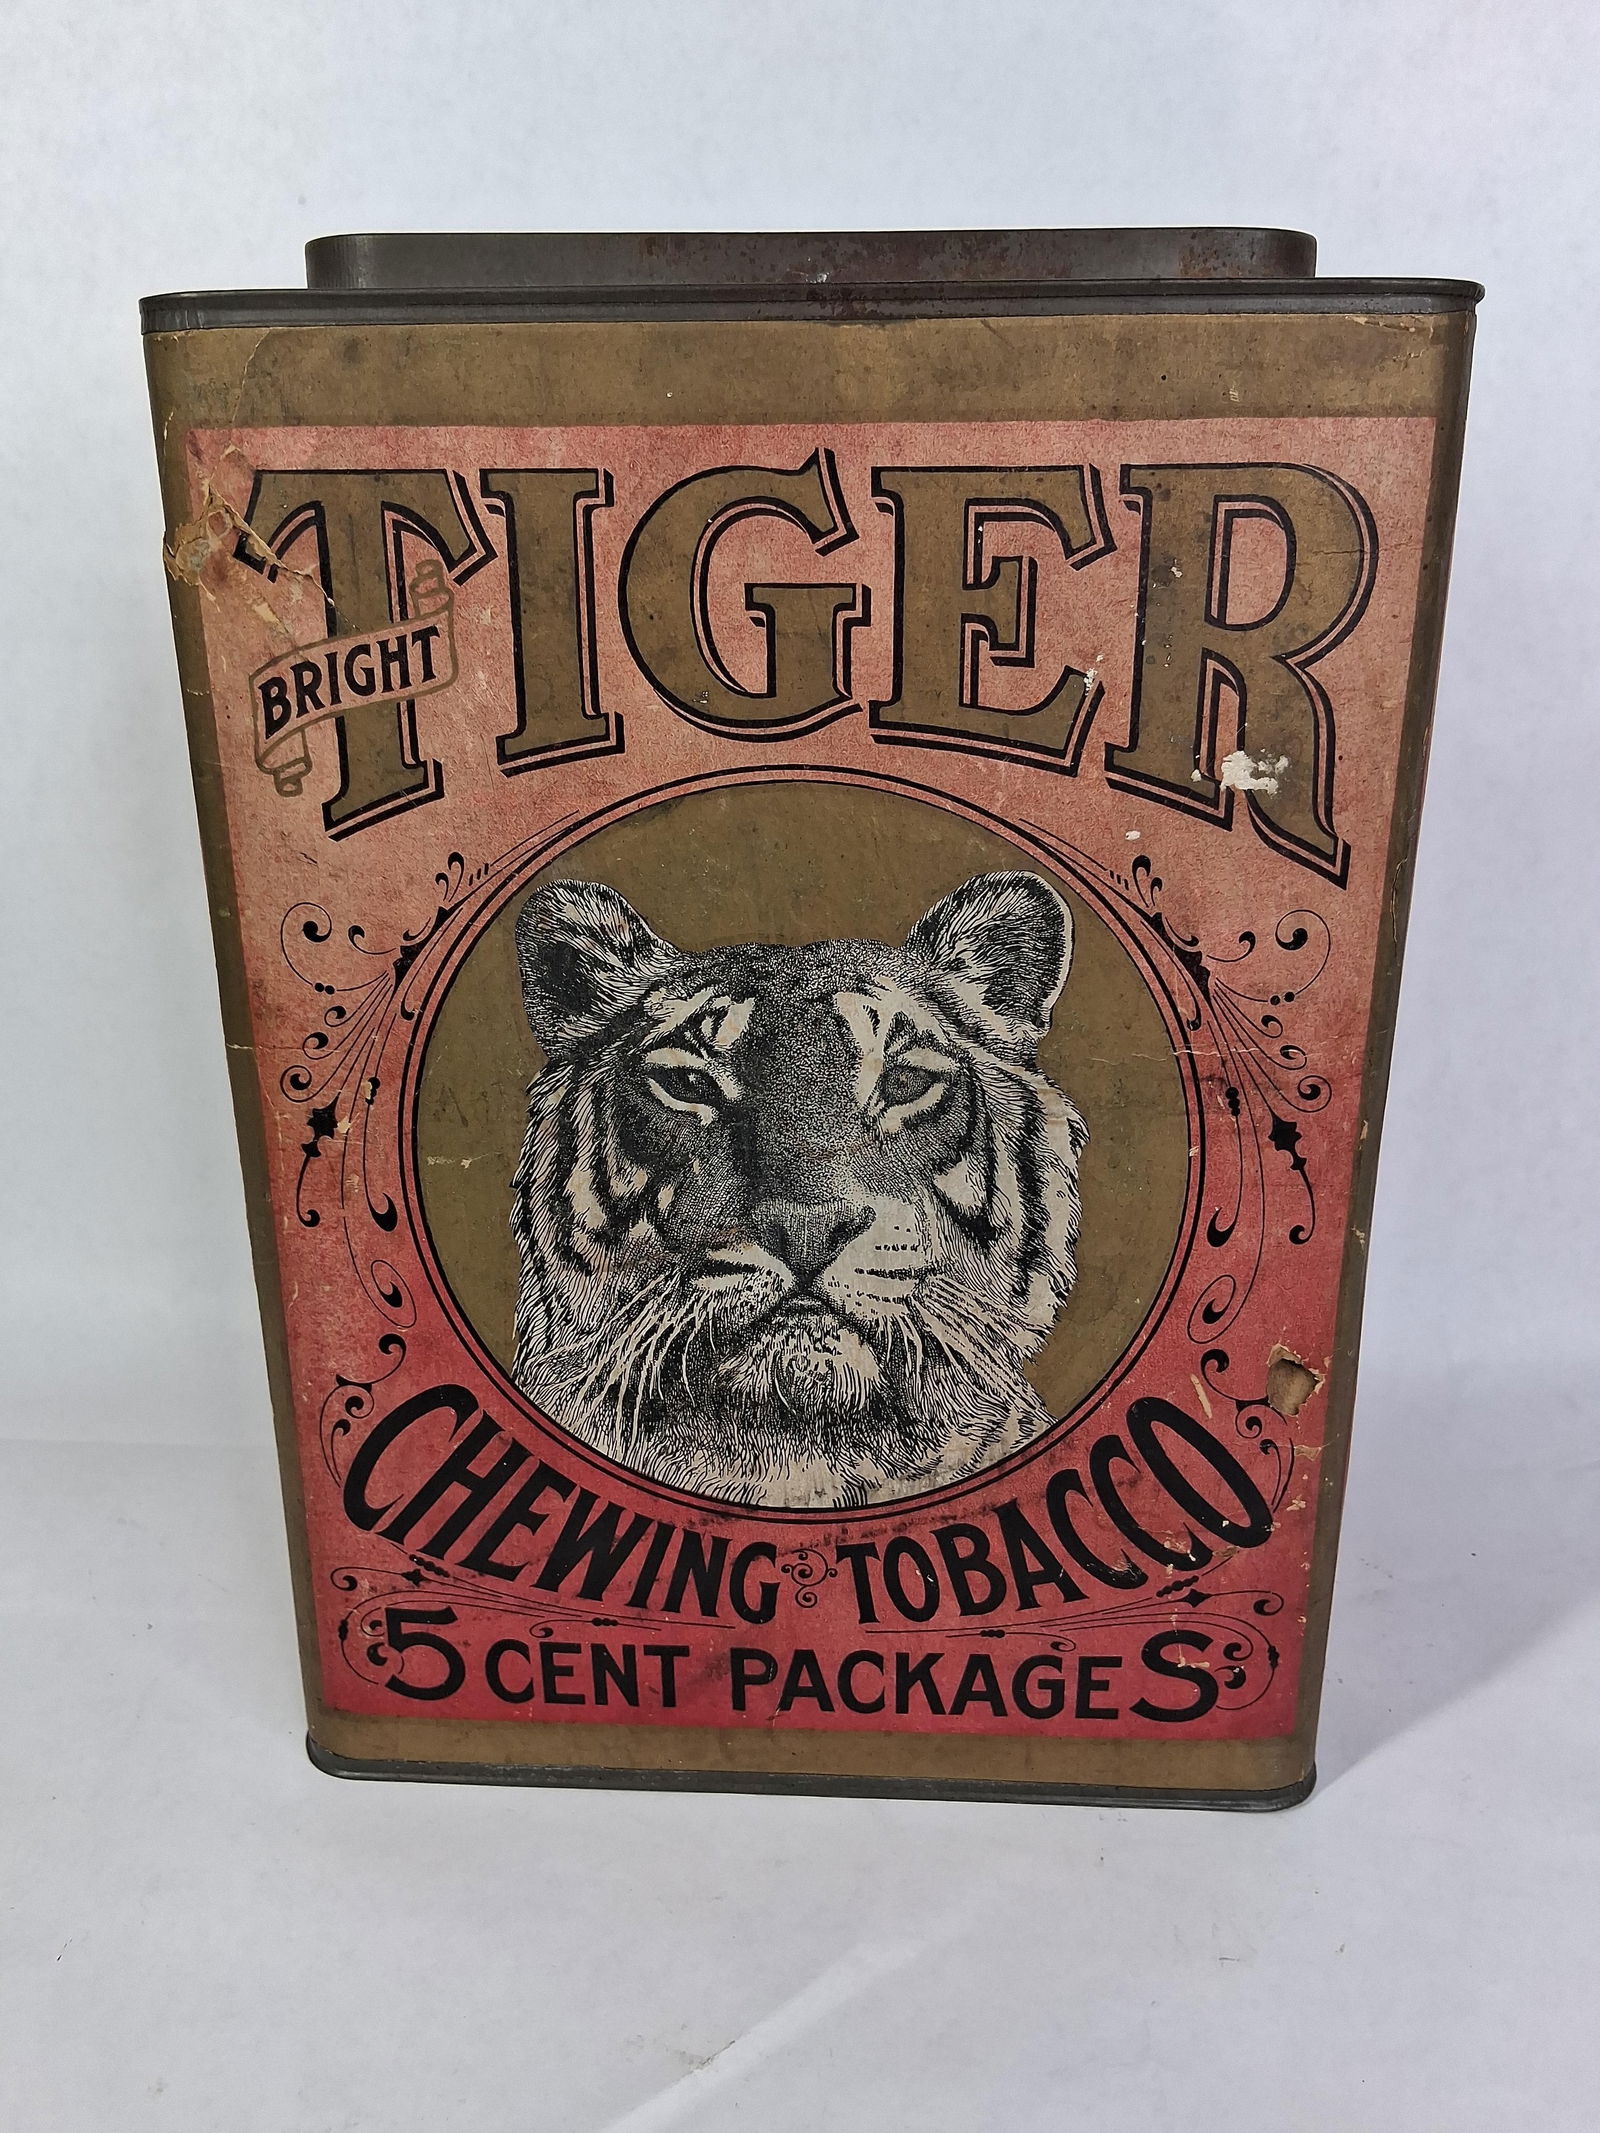 TIGER
BRIGHT
CHEWING TOBACCO
5 CENT PACKAGES